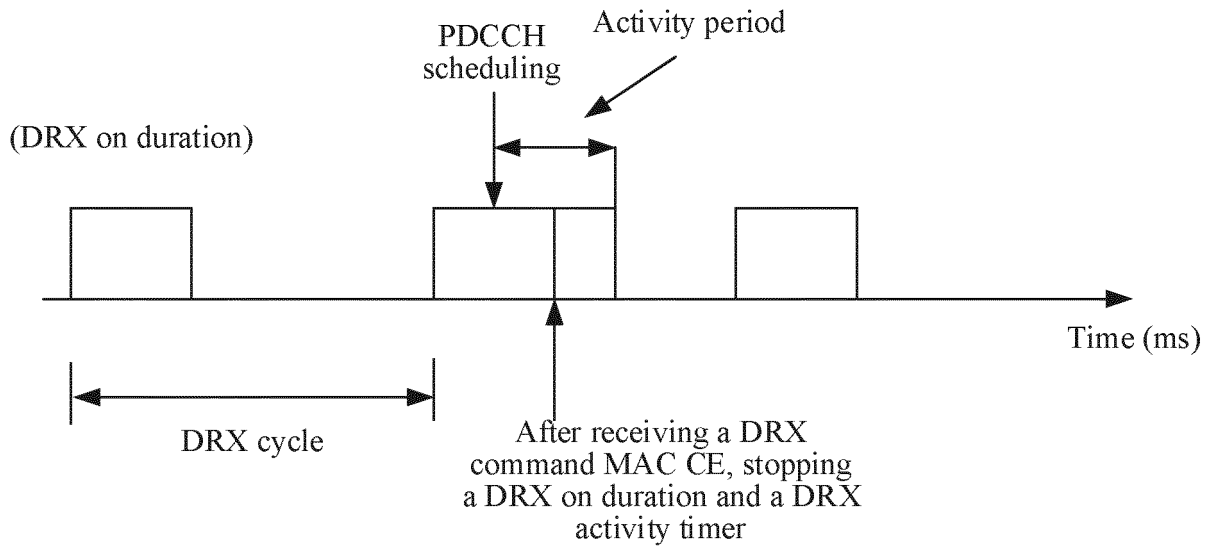 PDCCH
scheduling
Activity period
(DRX on duration)
Time (ms)
DRX cycle
After receiving a DRX
command MAC CE, stopping
a DRX on duration and a DRX
activity timer